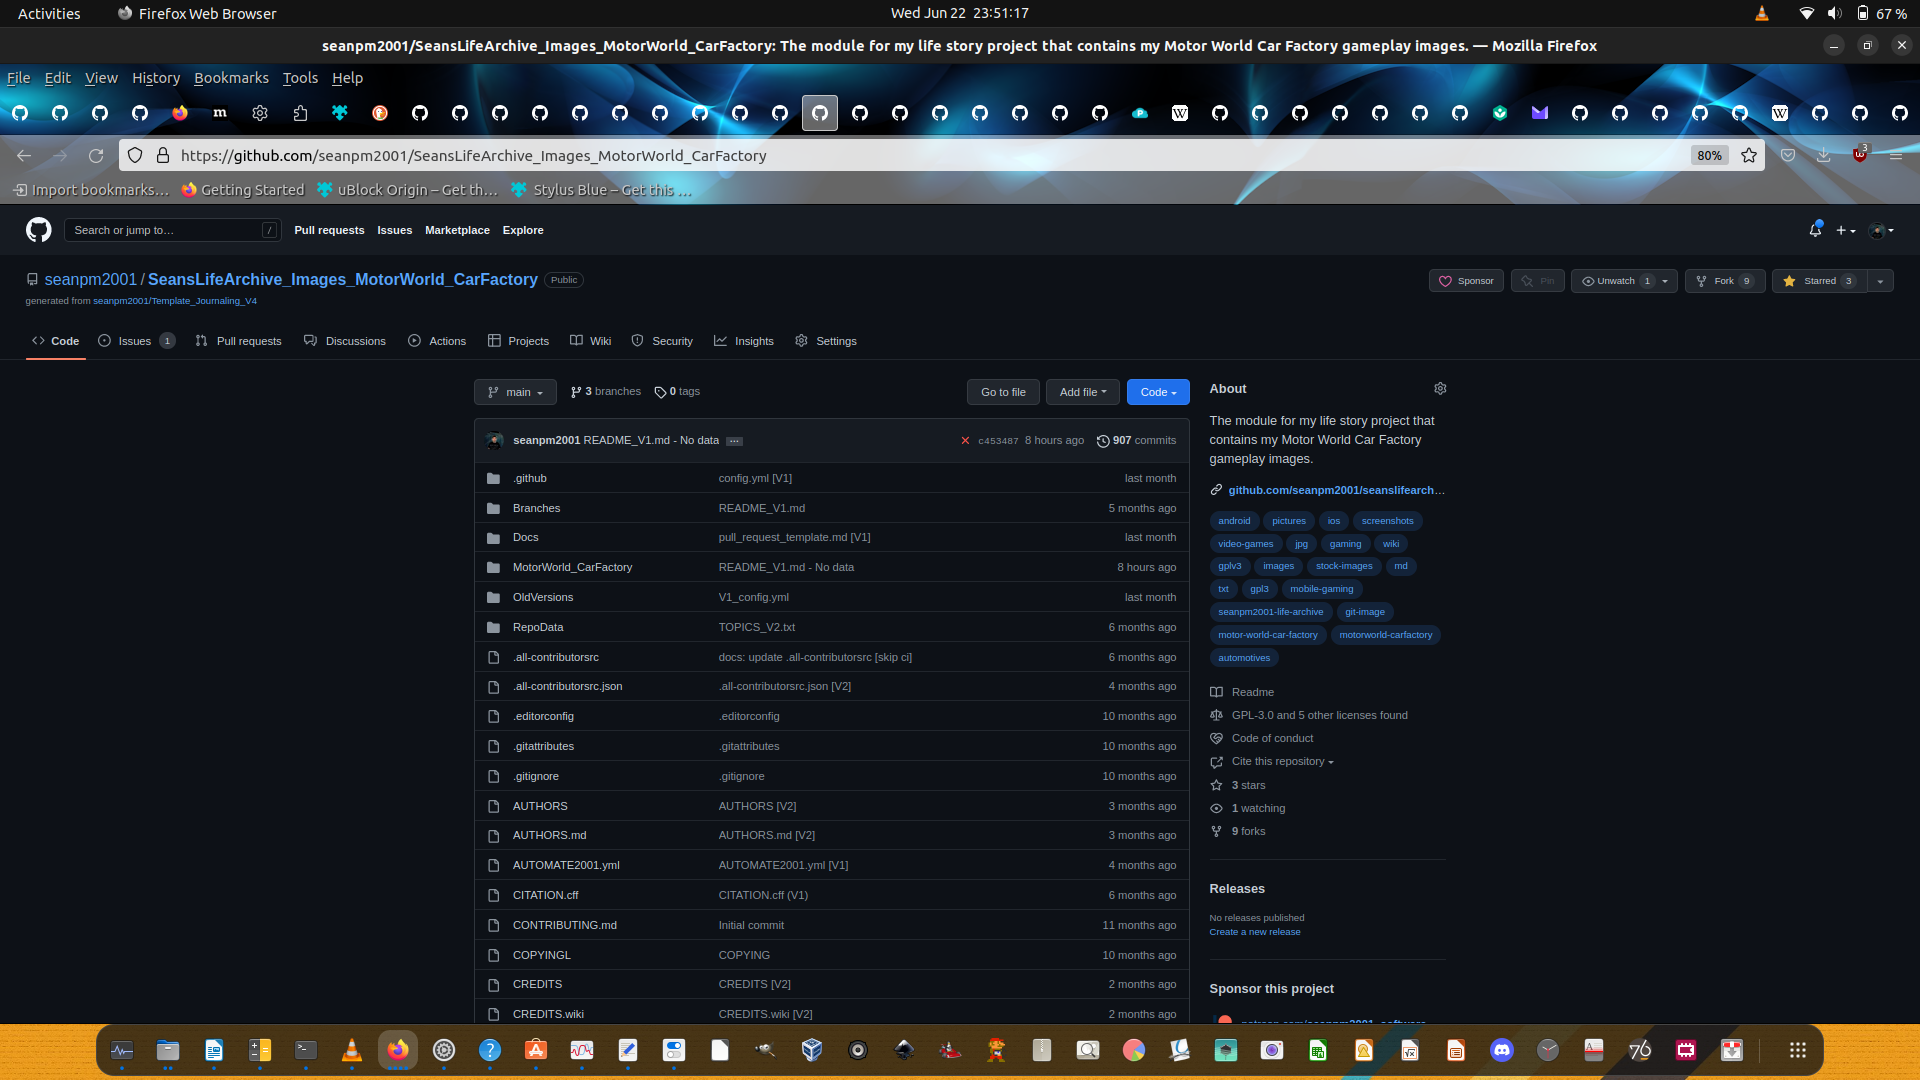 Activities
Firefox Web Browser
Wed Jun 22 23:51:17
67 %
seanpm2001/SeansLifeArchive_Images_MotorWorld_CarFactory: The module for my life story project that contains my Motor World Car Factory gameplay images. — Mozilla Firefox
File Edit View History Bookmarks Tools Help
https://github.com/seanpm2001/SeansLifeArchive_Images_MotorWorld_CarFactory
80%
3
Import bookmarks… Getting Started uBlock Origin – Get th… Stylus Blue – Get this …
Search or jump to… /
Pull requests Issues Marketplace Explore
seanpm2001 / SeansLifeArchive_Images_MotorWorld_CarFactory Public
generated from seanpm2001/Template_Journaling_V4
Sponsor Pin Unwatch 1 Fork 9 Starred 3
Code Issues 1 Pull requests Discussions Actions Projects Wiki Security Insights Settings
main 3 branches 0 tags Go to file Add file Code
seanpm2001 README_V1.md - No data ... c453487 8 hours ago 907 commits
.github config.yml [V1] last month
Branches README_V1.md 5 months ago
Docs pull_request_template.md [V1] last month
MotorWorld_CarFactory README_V1.md - No data 8 hours ago
OldVersions V1_config.yml last month
RepoData TOPICS_V2.txt 6 months ago
.all-contributorsrc docs: update .all-contributorsrc [skip ci] 6 months ago
.all-contributorsrc.json .all-contributorsrc.json [V2] 4 months ago
.editorconfig .editorconfig 10 months ago
.gitattributes .gitattributes 10 months ago
.gitignore .gitignore 10 months ago
AUTHORS AUTHORS [V2] 3 months ago
AUTHORS.md AUTHORS.md [V2] 3 months ago
AUTOMATE2001.yml AUTOMATE2001.yml [V1] 4 months ago
CITATION.cff CITATION.cff (V1) 6 months ago
CONTRIBUTING.md Initial commit 11 months ago
COPYINGL COPYING 10 months ago
CREDITS CREDITS [V2] 2 months ago
CREDITS.wiki CREDITS.wiki [V2] 2 months ago
About
The module for my life story project that
contains my Motor World Car Factory
gameplay images.
github.com/seanpm2001/seanslifearch…
android pictures ios screenshots
video-games jpg gaming wiki
gplv3 images stock-images md
txt gpl3 mobile-gaming
seanpm2001-life-archive git-image
motor-world-car-factory motorworld-carfactory
automotives
Readme
GPL-3.0 and 5 other licenses found
Code of conduct
Cite this repository
3 stars
1 watching
9 forks
Releases
No releases published
Create a new release
Sponsor this project